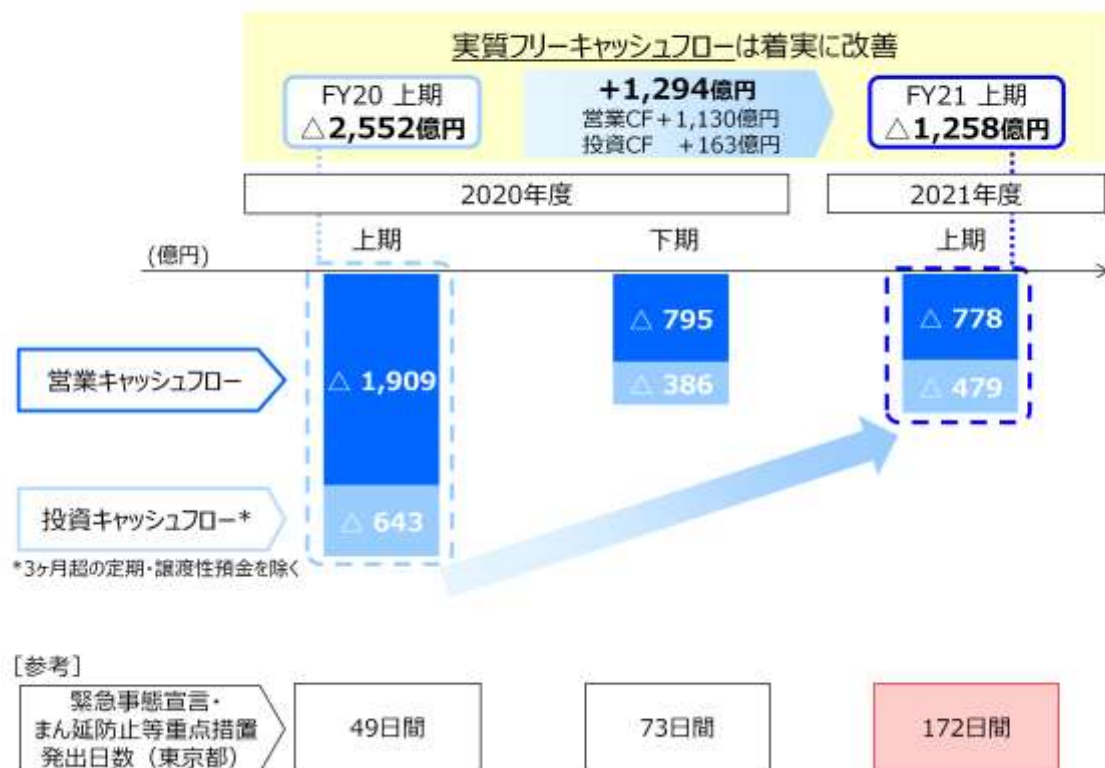 実質フリーキャッシュフローは着実に改善
FY20 上期
△2,552億円
+1,294億円
営業CF+1,130億円
投資CF +163億円
FY21 上期
△1,258億円
2020年度
2021年度
上期
下期
上期
(億円)
△ 795
△ 778
営業キャッシュフロー
△ 1,909
△ 386
△ 479
投資キャッシュフロー*
△ 643
*3ヶ月超の定期・譲渡性預金を除く
[参考]
緊急事態宣言・
まん延防止等重点措置
発出日数(東京都)
49日間
73日間
172日間